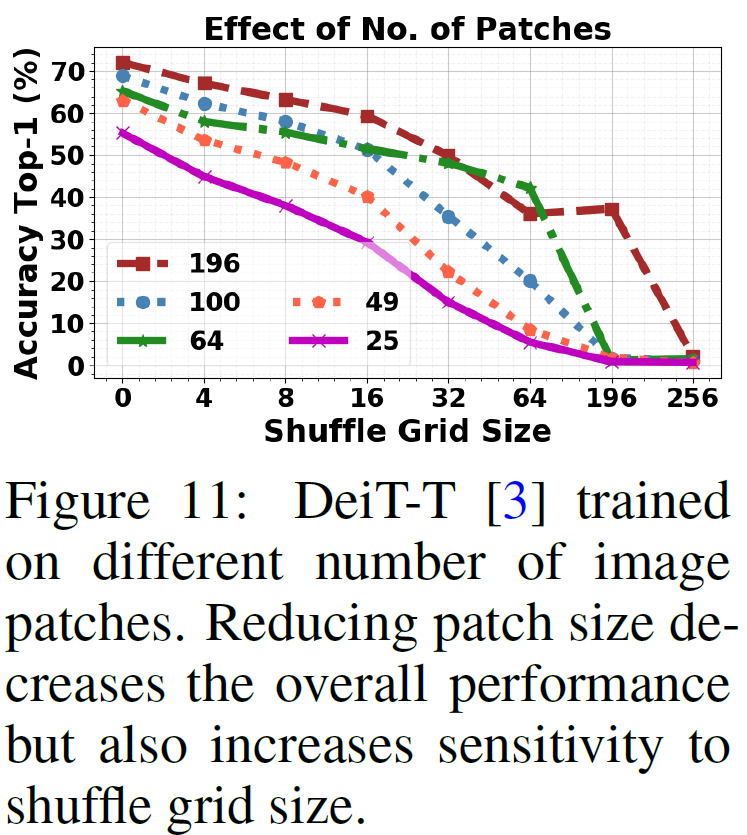 Effect of No. of Patches
Accuracy Top-1 (%)
70
60
50
40
30
20
10
0
196
100
49
64
25
0 4 8 16 32 64 196 256
Shuffle Grid Size
Figure 11: DeiT-T [3] trained
on different number of image
patches. Reducing patch size de-
creases the overall performance
but also increases sensitivity to
shuffle grid size.